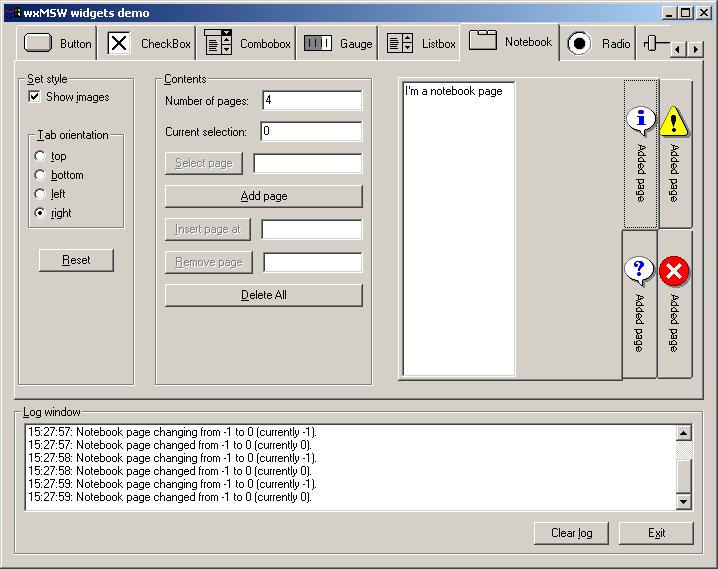 wxMSW widgets demo
Button
CheckBox
Combobox
Gauge
Listbox
Notebook
Radio
Set style
Show images
Tab orientation
top
bottom
left
right
Reset
Contents
Number of pages: 4
Current selection: 0
Select page
Add page
Insert page at
Remove page
Delete All
I'm a notebook page
Added page
Added page
Added page
Added page
Log window
15:27:57: Notebook page changing from -1 to 0 (currently -1).
15:27:57: Notebook page changed from -1 to 0 (currently 0).
15:27:58: Notebook page changing from -1 to 0 (currently -1).
15:27:58: Notebook page changed from -1 to 0 (currently 0).
15:27:59: Notebook page changing from -1 to 0 (currently -1).
15:27:59: Notebook page changed from -1 to 0 (currently 0).
Clear log
Exit